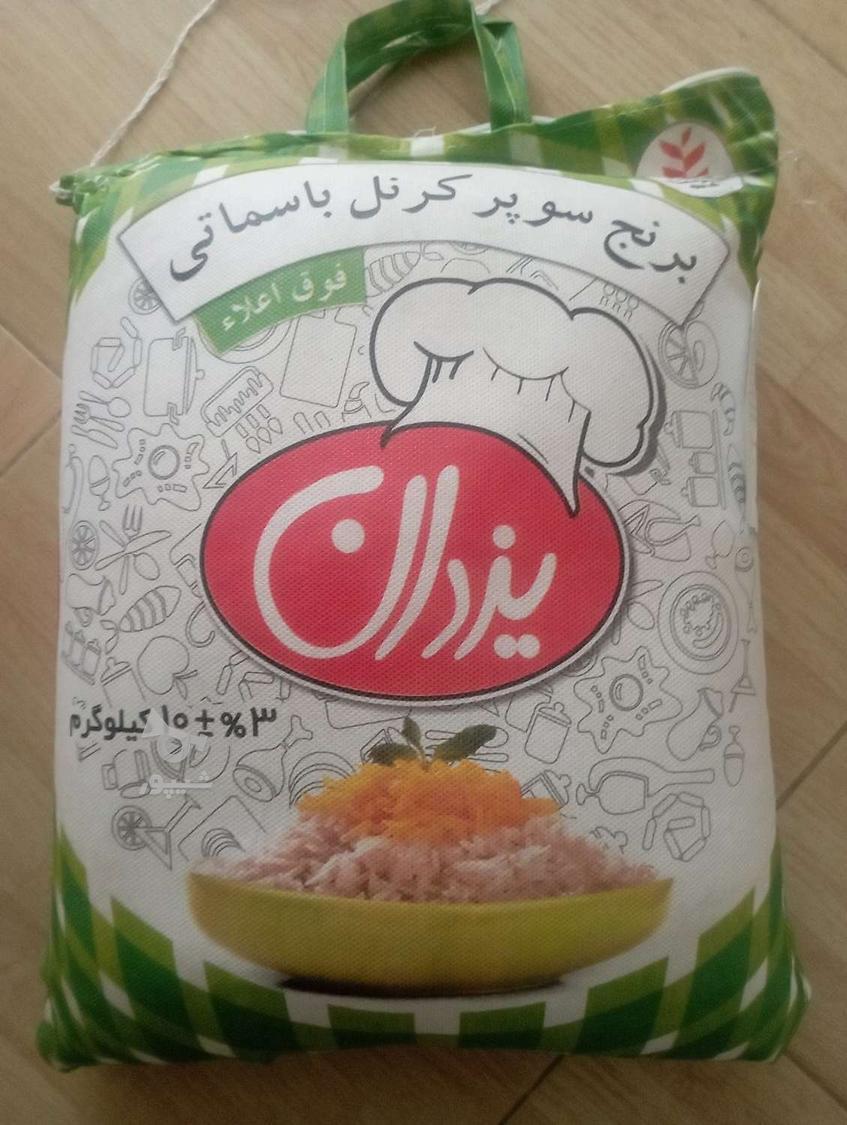 برنج سوپر کرنل باسماتی
فوق اعلاء
یزدان
۱۰±%۳ کیلوگرم
شیپور